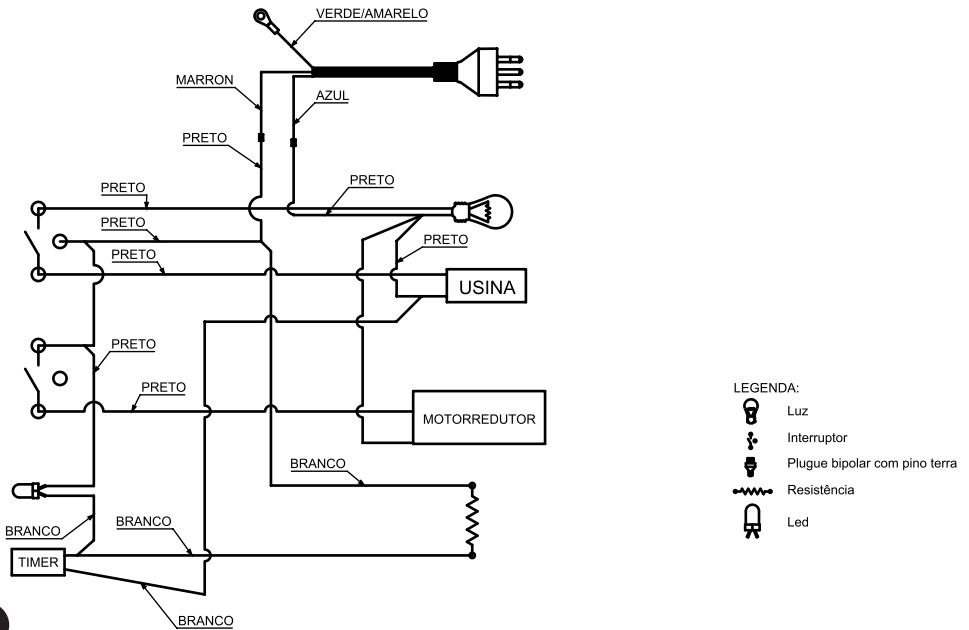 VERDE/AMARELO
MARRON
AZUL
PRETO
PRETO
PRETO
PRETO
PRETO
PRETO
USINA
PRETO
PRETO
MOTORREDUTOR
LEGENDA:
Luz
Interruptor
Plugue bipolar com pino terra
Resistência
Led
BRANCO
BRANCO
BRANCO
TIMER
BRANCO